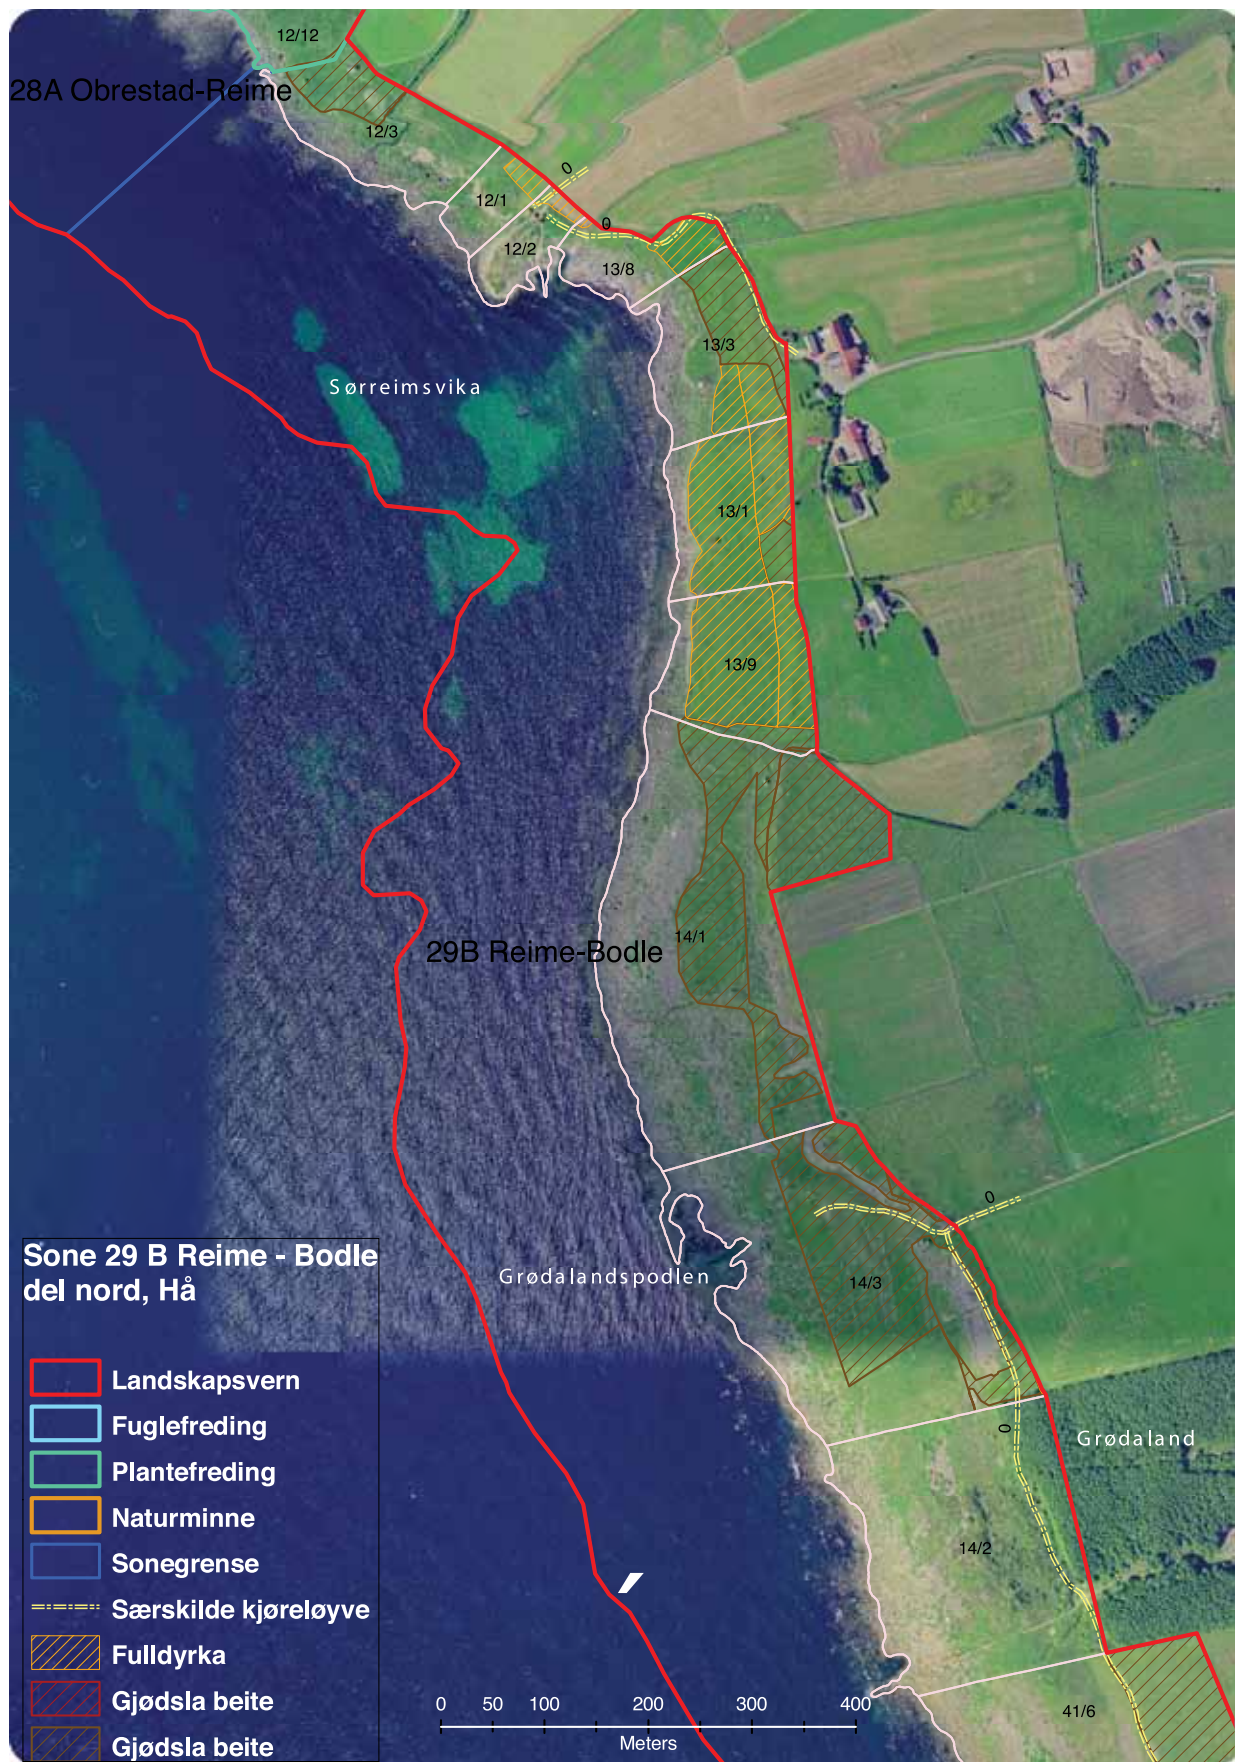 12/12
28A Obrestad-Reime
12/3
0
12/1
0
12/2
13/8
13/3
Sørreimsvika
13/1
13/9
14/1
29B Reime-Bodle
0
Grødalandspodlen
14/3
0
Grødaland
14/2
41/6
Sone 29 B Reime - Bodle
del nord, Hå
Landskapsvern
Fuglefreding
Plantefreding
Naturminne
Sonegrense
Særskilde kjøreløyve
Fulldyrka
Gjødsla beite
Gjødsla beite
0 50 100 200 300 400
Meters